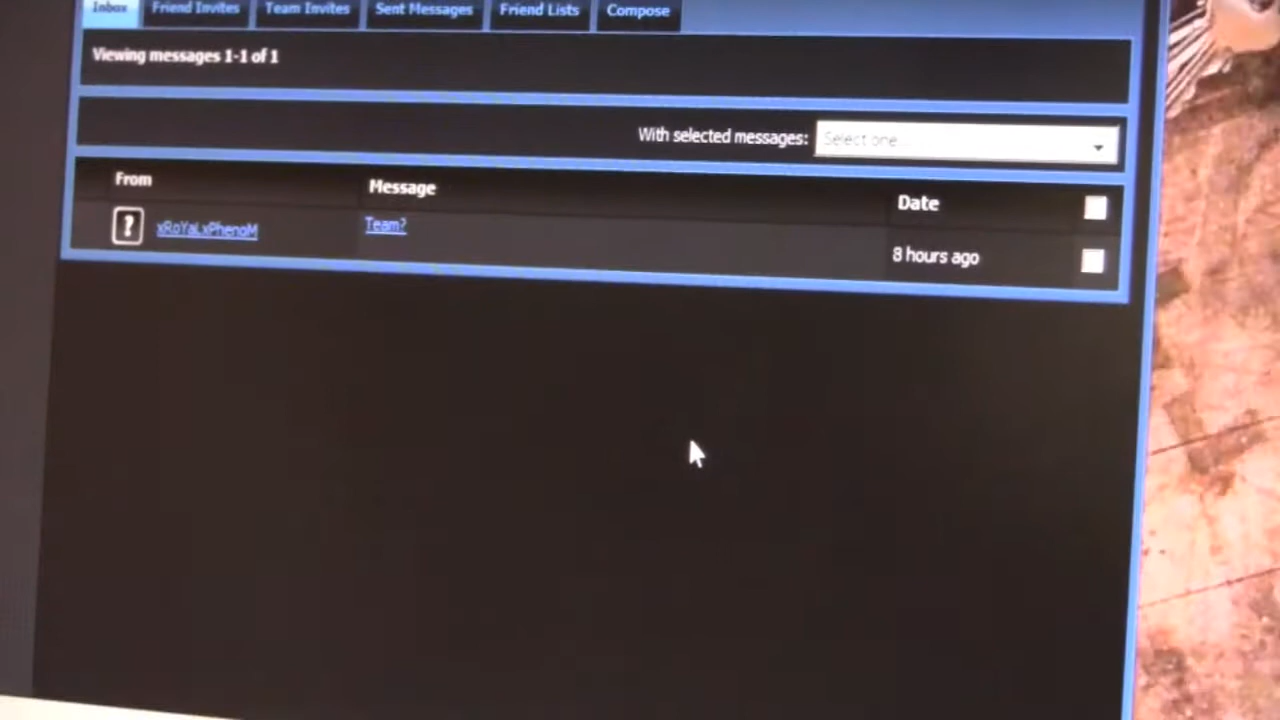 Inbox Friend Invites Team Invites Sent Messages Friend Lists Compose
Viewing messages 1-1 of 1
With selected messages: Select one...
From Message Date
? xRoYaLxPhenoM Team? 8 hours ago